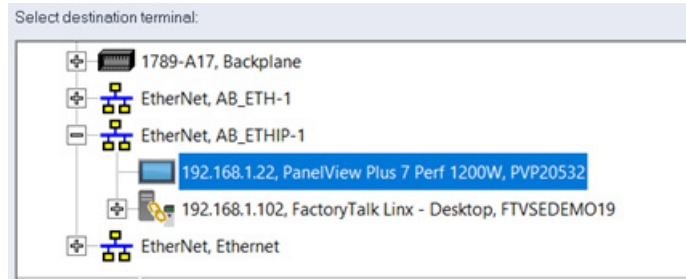 Select destination terminal:
1789-A17, Backplane
EtherNet, AB_ETH-1
EtherNet, AB_ETHIP-1
192.168.1.22, PanelView Plus 7 Perf 1200W, PVP20532
192.168.1.102, FactoryTalk Linx - Desktop, FTVSEDEMO19
EtherNet, Ethernet